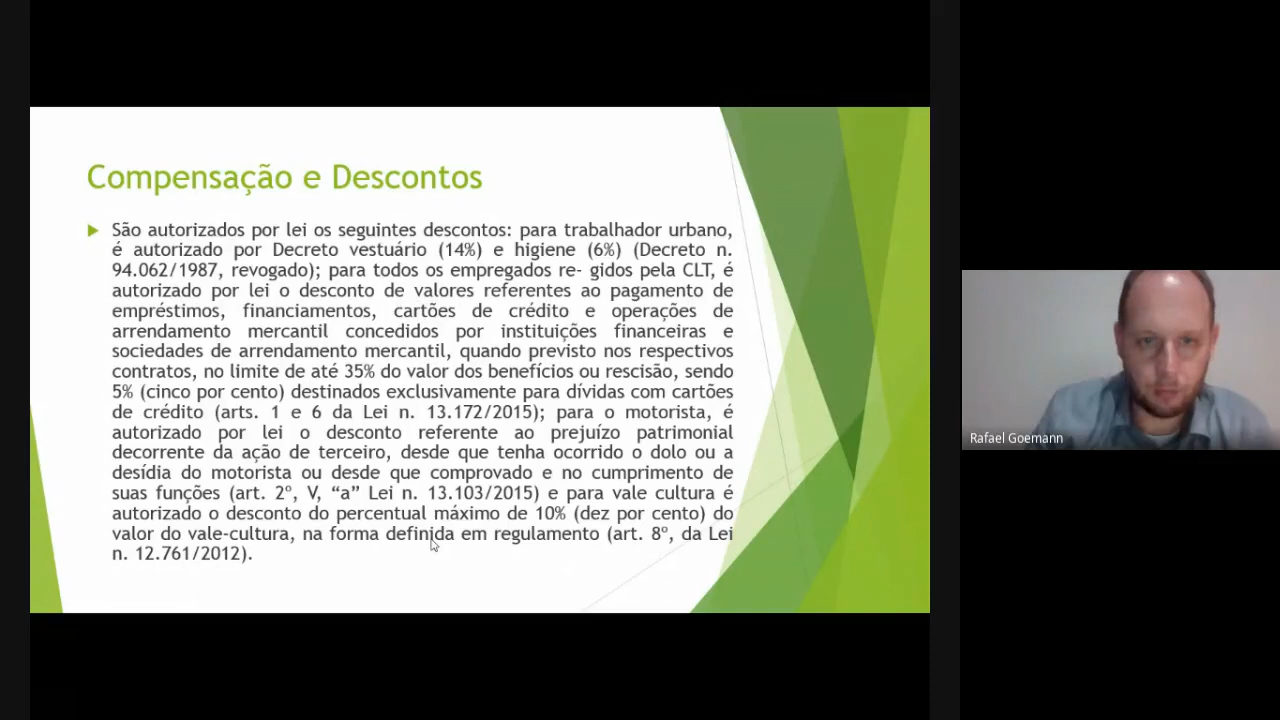 Compensação e Descontos
São autorizados por lei os seguintes descontos: para trabalhador urbano,
é autorizado por Decreto vestuário (14%) e higiene (6%) (Decreto n.
94.062/1987, revogado); para todos os empregados re- gidos pela CLT, é
autorizado por lei o desconto de valores referentes ao pagamento de
empréstimos, financiamentos, cartões de crédito e operações de
arrendamento mercantil concedidos por instituições financeiras e
sociedades de arrendamento mercantil, quando previsto nos respectivos
contratos, no limite de até 35% do valor dos benefícios ou rescisão, sendo
5% (cinco por cento) destinados exclusivamente para dívidas com cartões
de crédito (arts. 1 e 6 da Lei n. 13.172/2015); para o motorista, é
autorizado por lei o desconto referente ao prejuízo patrimonial
decorrente da ação de terceiro, desde que tenha ocorrido o dolo ou a
desídia do motorista ou desde que comprovado e no cumprimento de
suas funções (art. 2º, V, “a” Lei n. 13.103/2015) e para vale cultura é
autorizado o desconto do percentual máximo de 10% (dez por cento) do
valor do vale-cultura, na forma definida em regulamento (art. 8º, da Lei
n. 12.761/2012).
Rafael Goemann